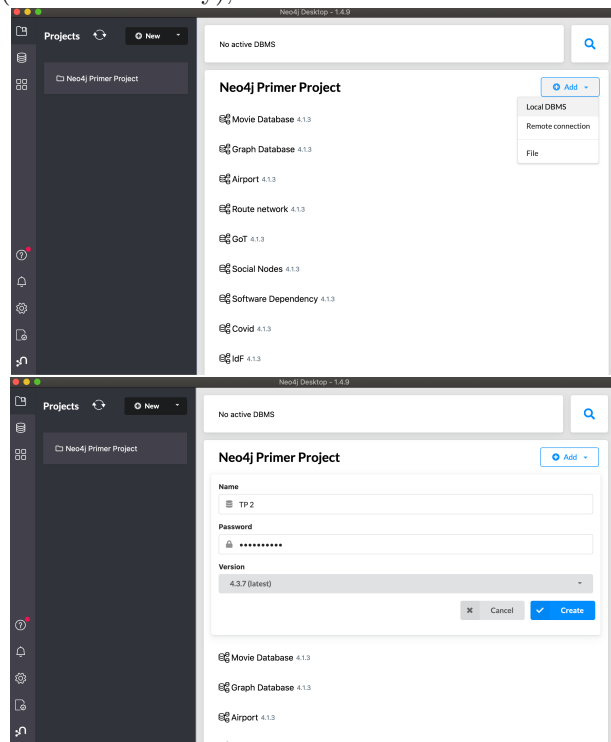 Neo4j Desktop - 1.4.9
Projects
New
No active DBMS
Neo4j Primer Project
Neo4j Primer Project
Add
Local DBMS
Remote connection
File
Movie Database 4.1.3
Graph Database 4.1.3
Airport 4.1.3
Route network 4.1.3
GoT 4.1.3
Social Nodes 4.1.3
Software Dependency 4.1.3
Covid 4.1.3
IdF 4.1.3
Neo4j Desktop - 1.4.9
Projects
New
No active DBMS
Neo4j Primer Project
Neo4j Primer Project
Add
Name
TP 2
Password
••••••••••
Version
4.3.7 (latest)
Cancel
Create
Movie Database 4.1.3
Graph Database 4.1.3
Airport 4.1.3